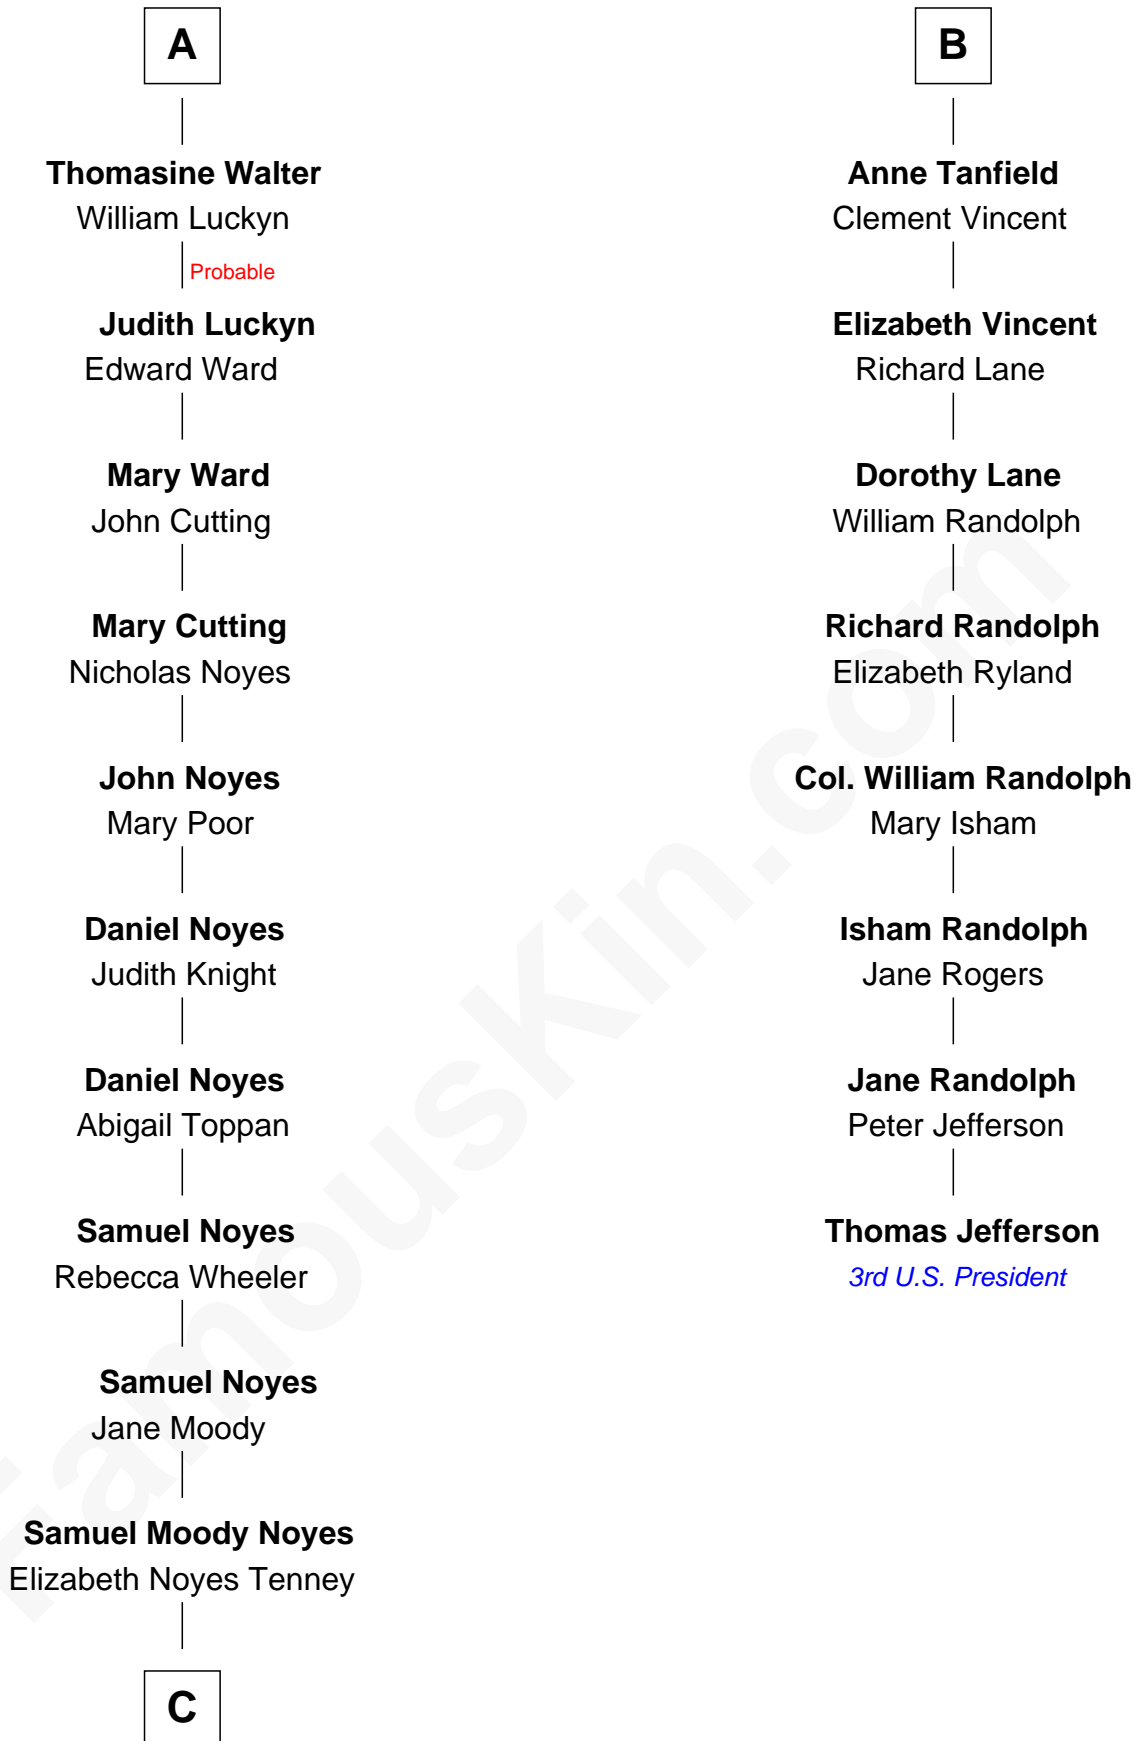 A
Thomasine Walter
William Luckyn
Probable
Judith Luckyn
Edward Ward
Mary Ward
John Cutting
Mary Cutting
Nicholas Noyes
John Noyes
Mary Poor
Daniel Noyes
Judith Knight
Daniel Noyes
Abigail Toppan
Samuel Noyes
Rebecca Wheeler
Samuel Noyes
Jane Moody
Samuel Moody Noyes
Elizabeth Noyes Tenney
C
B
Anne Tanfield
Clement Vincent
Elizabeth Vincent
Richard Lane
Dorothy Lane
William Randolph
Richard Randolph
Elizabeth Ryland
Col. William Randolph
Mary Isham
Isham Randolph
Jane Rogers
Jane Randolph
Peter Jefferson
Thomas Jefferson
3rd U.S. President
FamousKin.com